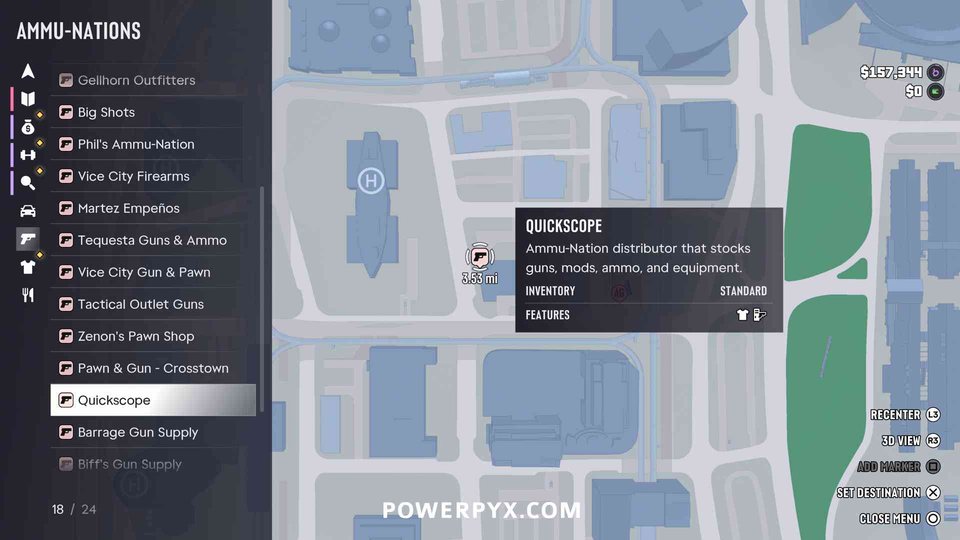 AMMU-NATIONS
Gellhorn Outfitters
Big Shots
Phil's Ammu-Nation
Vice City Firearms
Martez Empeños
Tequesta Guns & Ammo
Vice City Gun & Pawn
Tactical Outlet Guns
Zenon's Pawn Shop
Pawn & Gun - Crosstown
Quickscope
Barrage Gun Supply
Biff's Gun Supply
18 / 24
H
3.53 mi
QUICKSCOPE
Ammu-Nation distributor that stocks
guns, mods, ammo, and equipment.
INVENTORY STANDARD
FEATURES
$157,344
$0
RECENTER L3
3D VIEW R3
ADD MARKER
SET DESTINATION
CLOSE MENU
POWERPYX.COM